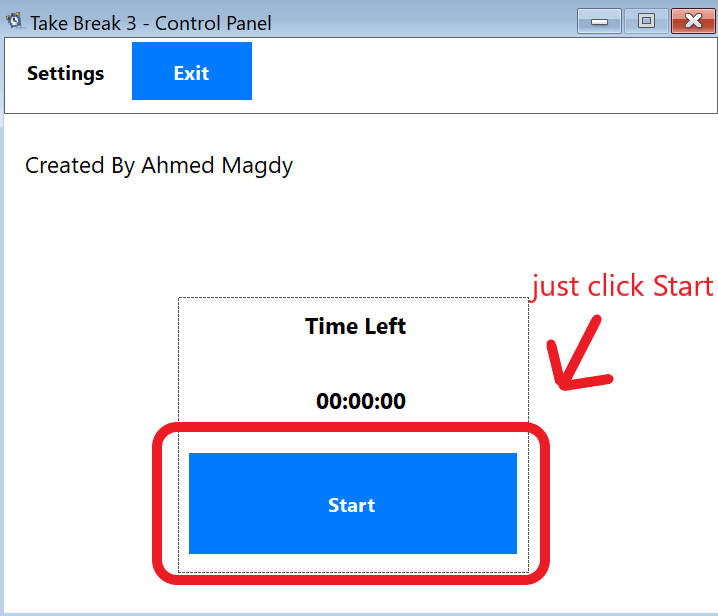 Take Break 3 - Control Panel
Settings Exit
Created By Ahmed Magdy
just click Start
Time Left
00:00:00
Start